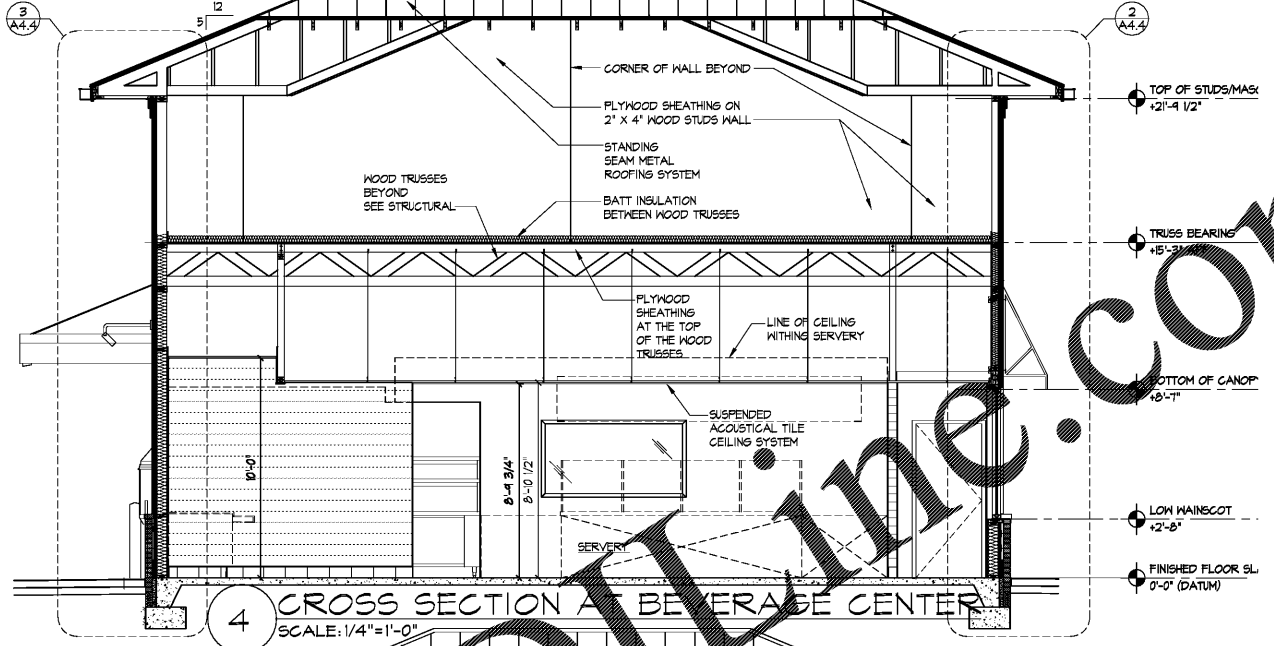 3
A4.4
12
5
2
A4.4
CORNER OF WALL BEYOND
TOP OF STUDS/MAS
+21'-9 1/2"
PLYWOOD SHEATHING ON
2" X 4" WOOD STUDS WALL
STANDING
SEAM METAL
ROOFING SYSTEM
WOOD TRUSSES
BEYOND
SEE STRUCTURAL
BATT INSULATION
BETWEEN WOOD TRUSSES
TRUSS BEARING
PLYWOOD
SHEATHING
AT THE TOP
OF THE WOOD
TRUSSES
LINE OF CEILING
WITHING SERVERY
BOTTOM OF CANOP
+8'-7"
SUSPENDED
ACOUSTICAL TILE
CEILING SYSTEM
10'-0"
8'-9 3/4"
8'-10 1/2"
LOW WAINSCOT
+2'-8"
SERVERY
FINISHED FLOOR SL
0'-0" (DATUM)
4
CROSS SECTION AT BEVERAGE CENTER
SCALE: 1/4"=1'-0"
Line.co